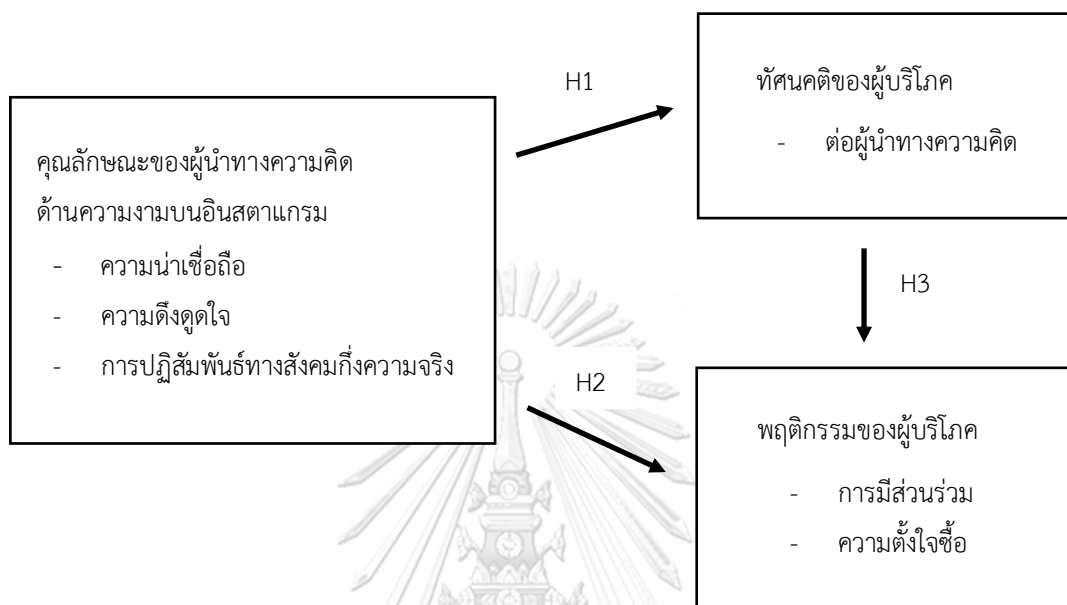 H1
ทัศนคติของผู้บริโภค
- ต่อผู้นำทางความคิด
คุณลักษณะของผู้นำทางความคิด
ด้านความงามบนอินสตาแกรม
- ความน่าเชื่อถือ
- ความดึงดูดใจ
- การปฏิสัมพันธ์ทางสังคมกึ่งความจริง
H3
H2
พฤติกรรมของผู้บริโภค
- การมีส่วนร่วม
- ความตั้งใจซื้อ